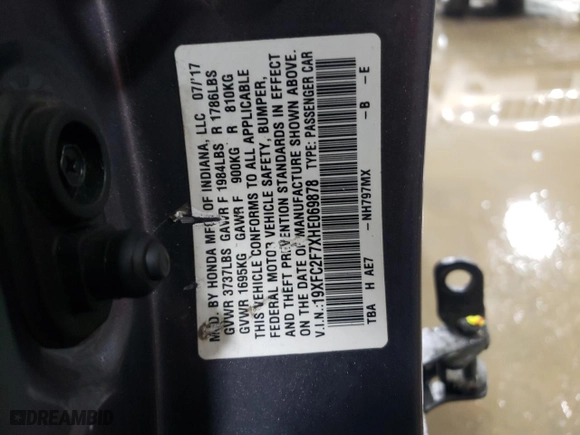 MFD. BY HONDA MFG. OF INDIANA, LLC 07/'17
GVWR 3737LBS GAWR F 1984LBS R 1786LBS
GVWR 1695KG GAWR F 900KG R 810KG
THIS VEHICLE CONFORMS TO ALL APPLICABLE
FEDERAL MOTOR VEHICLE SAFETY, BUMPER,
AND THEFT PREVENTION STANDARDS IN EFFECT
ON THE DATE OF MANUFACTURE SHOWN ABOVE.
V.I.N.:19XFC2F7XHE069878 TYPE: PASSENGER CAR
TBA H AE7 - NH797MX - B - E
DREAMBID